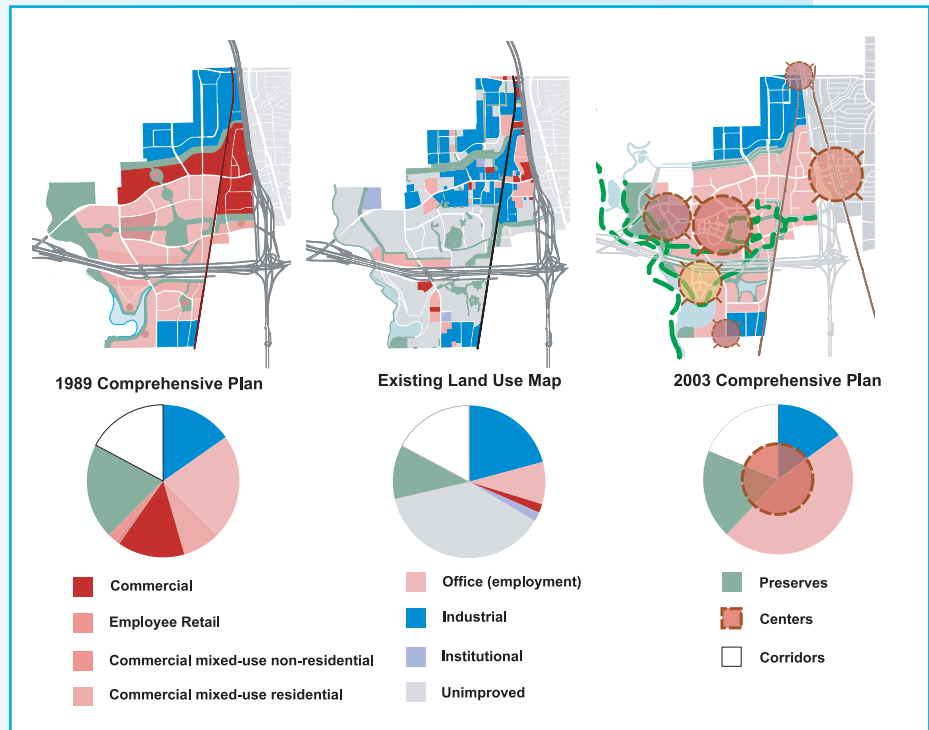 1989 Comprehensive Plan
Existing Land Use Map
2003 Comprehensive Plan
Commercial
Employee Retail
Commercial mixed-use non-residential
Commercial mixed-use residential
Office (employment)
Industrial
Institutional
Unimproved
Preserves
Centers
Corridors